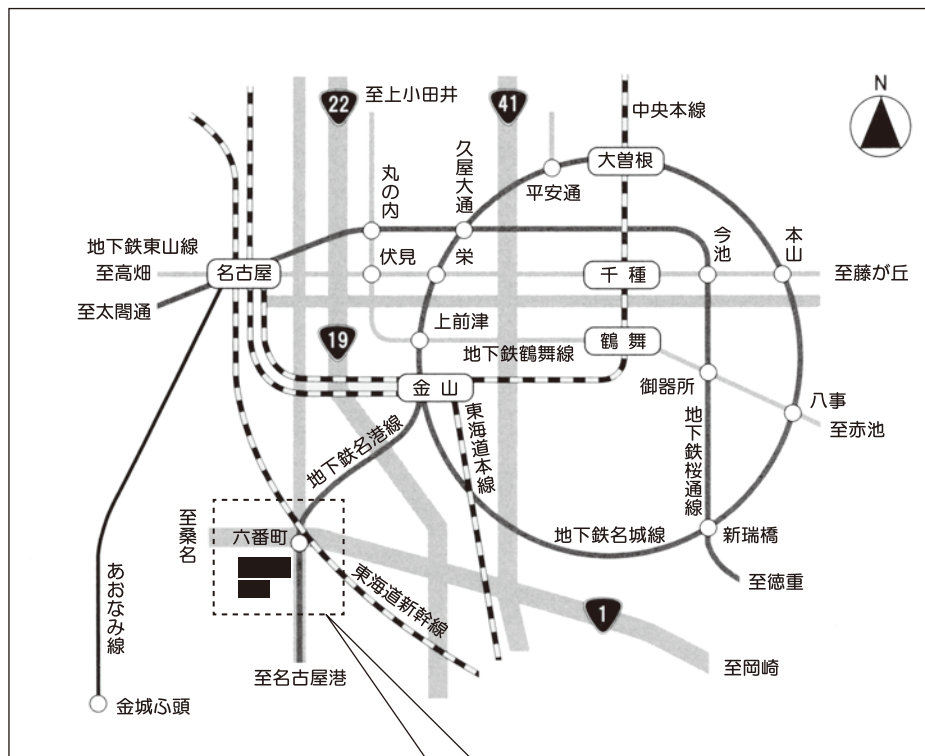 N
22
至上小田井
41
中央本線
大曽根
久屋大通
平安通
丸の内
地下鉄東山線
伏見
栄
今池
本山
至高畑
名古屋
千種
至藤が丘
至太閤通
19
上前津
地下鉄鶴舞線
鶴舞
金山
御器所
八事
至赤池
地下鉄名港線
東海道本線
地下鉄桜通線
至桑名
六番町
地下鉄名城線
新瑞橋
あおなみ線
東海道新幹線
1
至徳重
至名古屋港
至岡崎
金城ふ頭